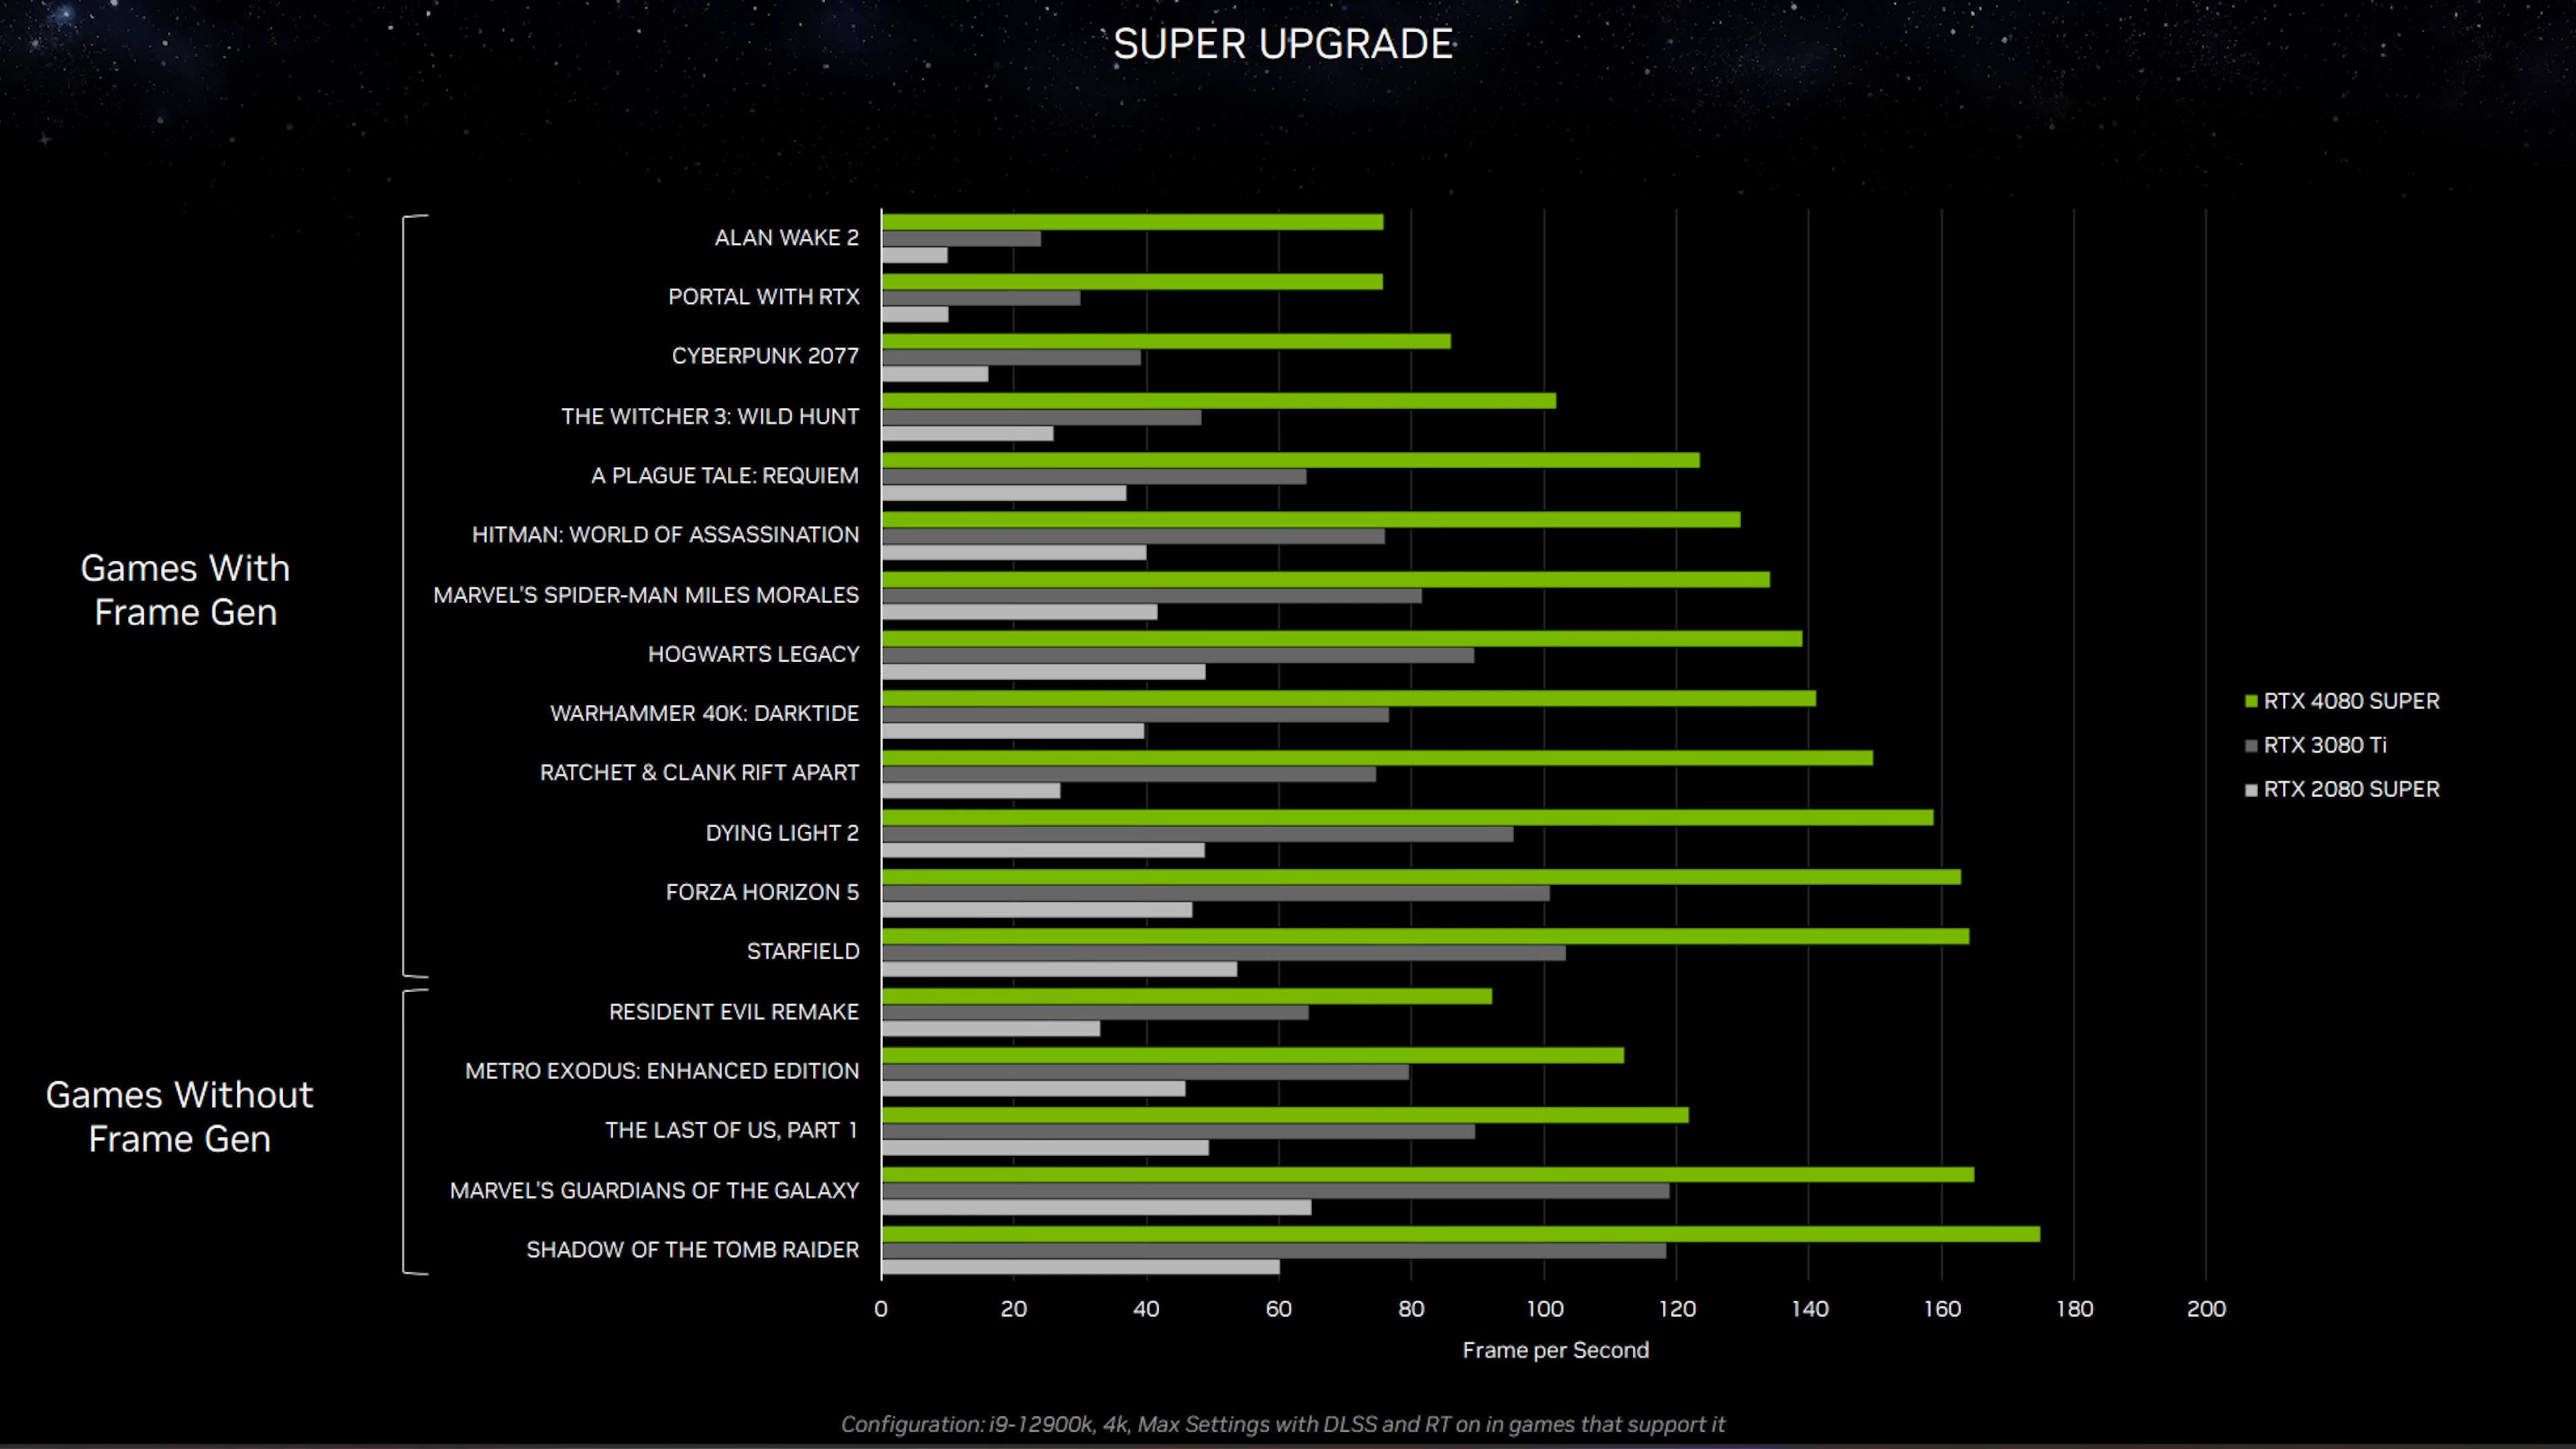 SUPER UPGRADE
Games With
Frame Gen
ALAN WAKE 2
PORTAL WITH RTX
CYBERPUNK 2077
THE WITCHER 3: WILD HUNT
A PLAGUE TALE: REQUIEM
HITMAN: WORLD OF ASSASSINATION
MARVEL'S SPIDER-MAN MILES MORALES
HOGWARTS LEGACY
WARHAMMER 40K: DARKTIDE
RATCHET & CLANK RIFT APART
DYING LIGHT 2
FORZA HORIZON 5
STARFIELD
Games Without
Frame Gen
RESIDENT EVIL REMAKE
METRO EXODUS: ENHANCED EDITION
THE LAST OF US, PART 1
MARVEL'S GUARDIANS OF THE GALAXY
SHADOW OF THE TOMB RAIDER
0 20 40 60 80 100 120 140 160 180 200
Frame per Second
RTX 4080 SUPER
RTX 3080 Ti
RTX 2080 SUPER
Configuration: i9-12900k, 4k, Max Settings with DLSS and RT on in games that support it